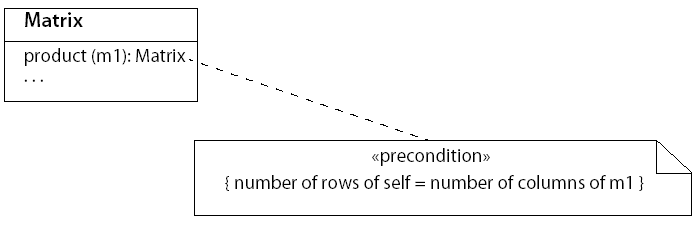 Matrix
product (m1): Matrix
. . .
«precondition»
{ number of rows of self = number of columns of m1 }